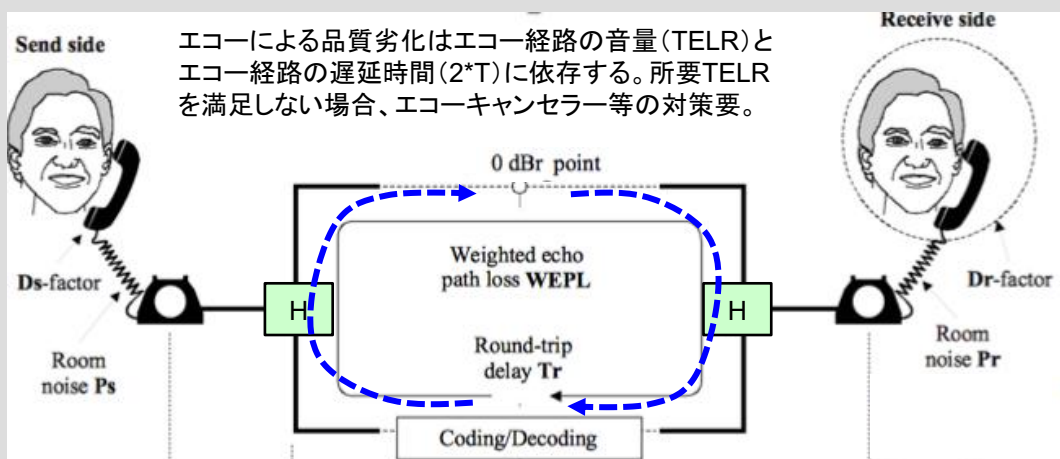 Send side
エコーによる品質劣化はエコー経路の音量(TELR)と
エコー経路の遅延時間(2*T)に依存する。所要TELR
を満足しない場合、エコーキャンセラー等の対策要。
Receive side
0 dBr point
Weighted echo
path loss WEPL
Ds-factor
Dr-factor
H
H
Room
noise Ps
Round-trip
delay Tr
Room
noise Pr
Coding/Decoding